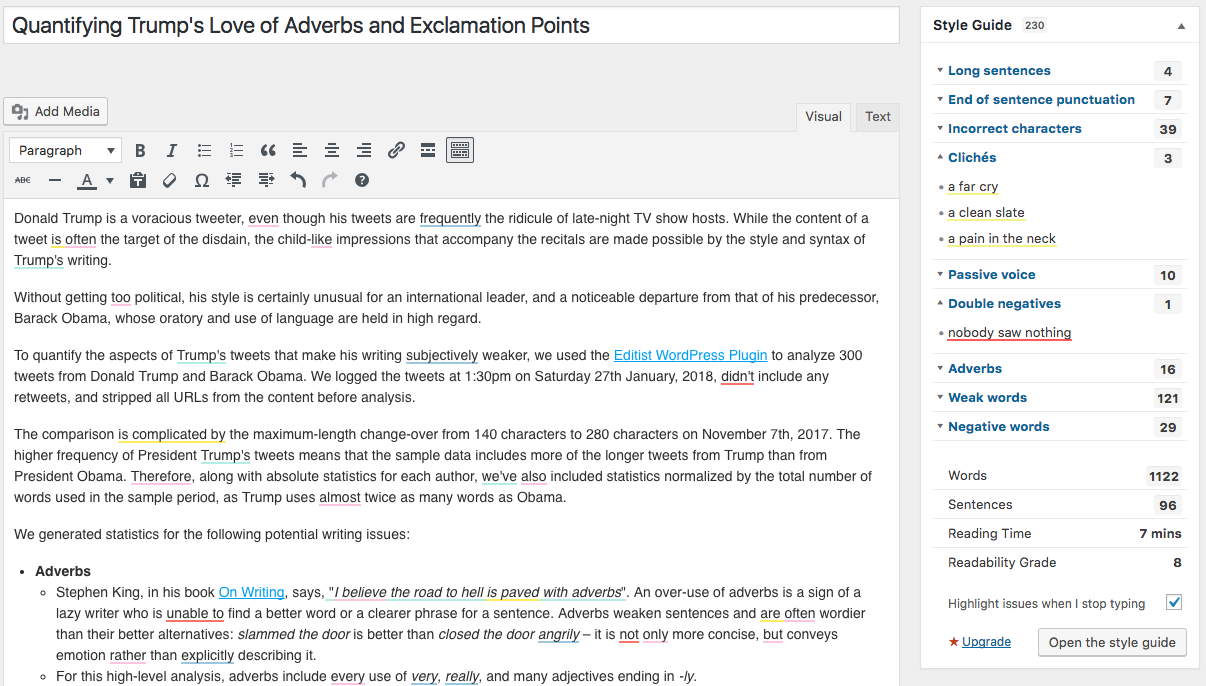 Quantifying Trump's Love of Adverbs and Exclamation Points
Add Media
Visual
Text
Paragraph
B
I
ABC
A
Donald Trump is a voracious tweeter, even though his tweets are frequently the ridicule of late-night TV show hosts. While the content of a
tweet is often the target of the disdain, the child-like impressions that accompany the recitals are made possible by the style and syntax of
Trump's writing.
Without getting too political, his style is certainly unusual for an international leader, and a noticeable departure from that of his predecessor,
Barack Obama, whose oratory and use of language are held in high regard.
To quantify the aspects of Trump's tweets that make his writing subjectively weaker, we used the Editist WordPress Plugin to analyze 300
tweets from Donald Trump and Barack Obama. We logged the tweets at 1:30pm on Saturday 27th January, 2018, didn't include any
retweets, and stripped all URLs from the content before analysis.
The comparison is complicated by the maximum-length change-over from 140 characters to 280 characters on November 7th, 2017. The
higher frequency of President Trump's tweets means that the sample data includes more of the longer tweets from Trump than from
President Obama. Therefore, along with absolute statistics for each author, we've also included statistics normalized by the total number of
words used in the sample period, as Trump uses almost twice as many words as Obama.
We generated statistics for the following potential writing issues:
• Adverbs
Stephen King, in his book On Writing, says, "I believe the road to hell is paved with adverbs". An over-use of adverbs is a sign of a
lazy writer who is unable to find a better word or a clearer phrase for a sentence. Adverbs weaken sentences and are often wordier
than their better alternatives: slammed the door is better than closed the door angrily – it is not only more concise, but conveys
emotion rather than explicitly describing it.
For this high-level analysis, adverbs include every use of very, really, and many adjectives ending in -ly.
Style Guide 230
Long sentences 4
End of sentence punctuation 7
Incorrect characters 39
Clichés 3
a far cry
a clean slate
a pain in the neck
Passive voice 10
Double negatives 1
nobody saw nothing
Adverbs 16
Weak words 121
Negative words 29
Words 1122
Sentences 96
Reading Time 7 mins
Readability Grade 8
Highlight issues when I stop typing
Upgrade
Open the style guide